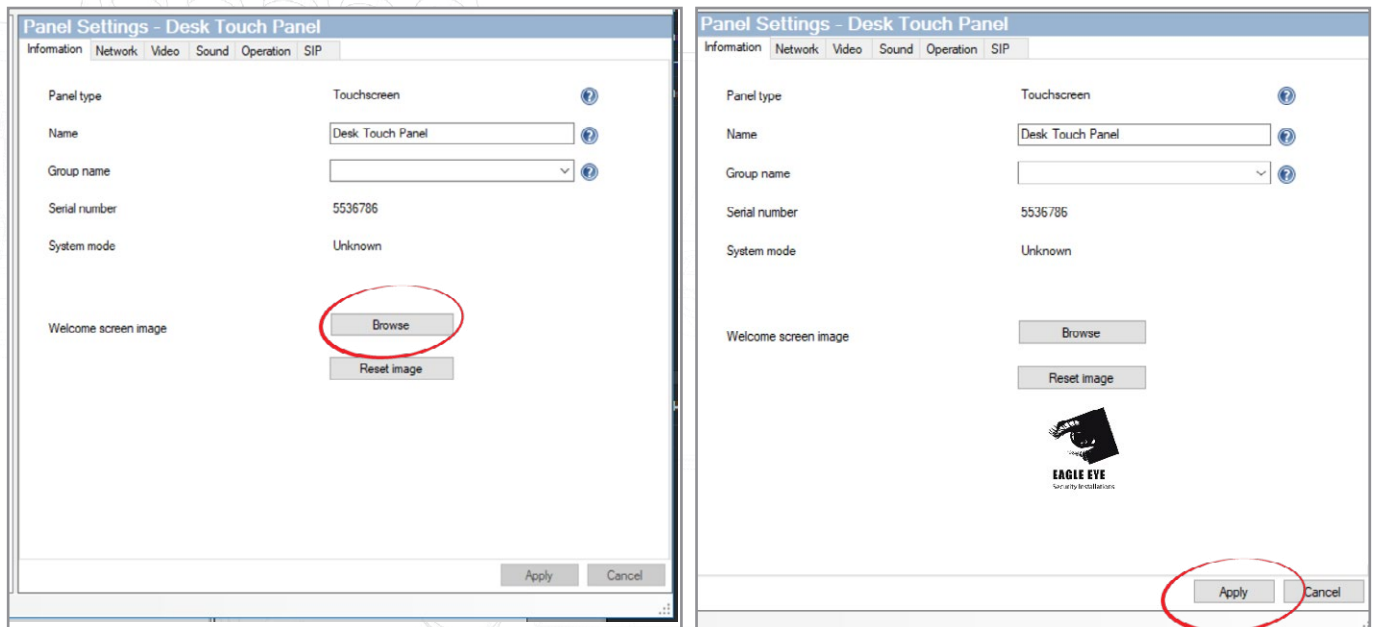 Panel Settings - Desk Touch Panel
Information Network Video Sound Operation SIP
Panel type Touchscreen
Name Desk Touch Panel
Group name
Serial number 5536786
System mode Unknown
Welcome screen image Browse
Reset image
Apply Cancel
Panel Settings - Desk Touch Panel
Information Network Video Sound Operation SIP
Panel type Touchscreen
Name Desk Touch Panel
Group name
Serial number 5536786
System mode Unknown
Welcome screen image Browse
Reset image
EAGLE EYE
Security Installations
Apply Cancel